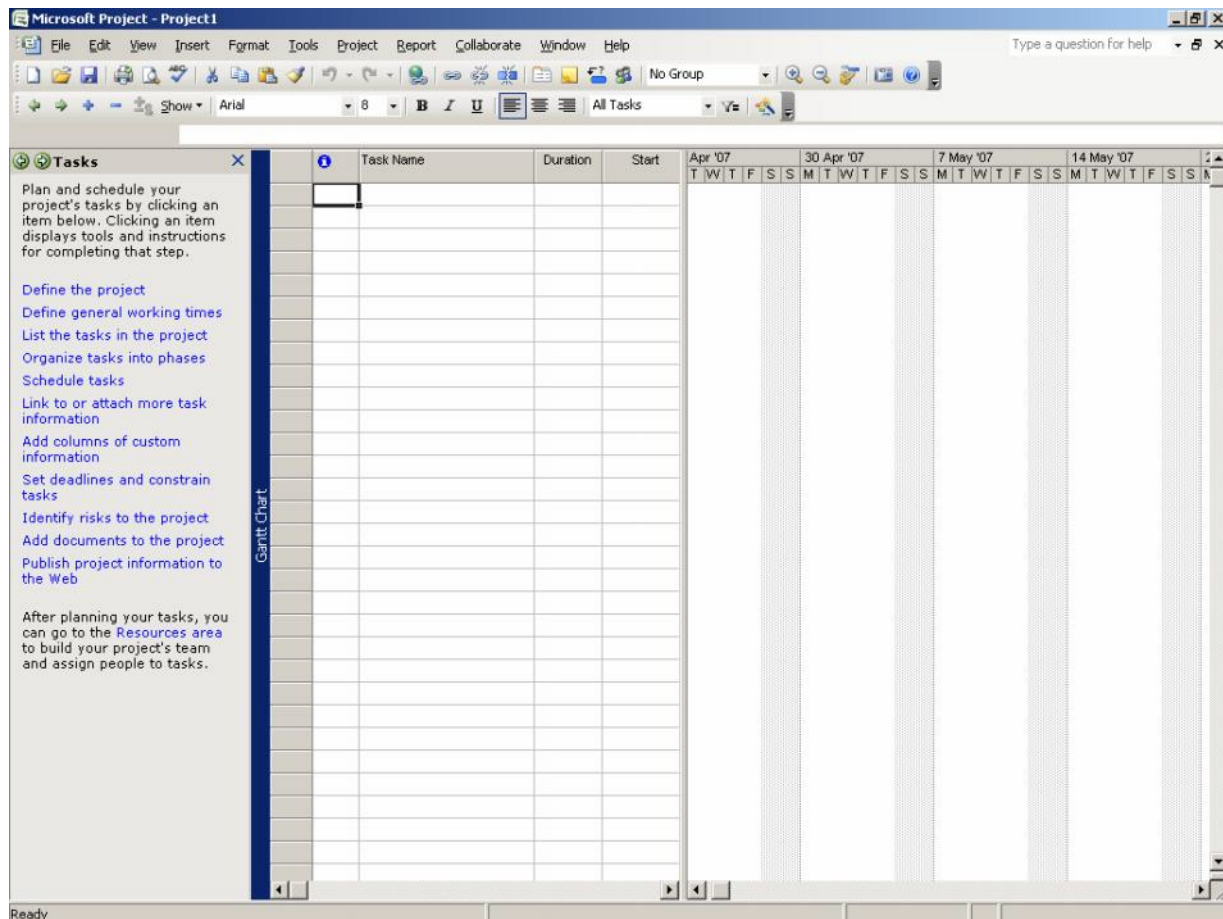 Microsoft Project - Project1
File Edit View Insert Format Tools Project Report Collaborate Window Help Type a question for help
No Group
Show Arial 8 B I U All Tasks
Tasks
Plan and schedule your
project's tasks by clicking an
item below. Clicking an item
displays tools and instructions
for completing that step.
Define the project
Define general working times
List the tasks in the project
Organize tasks into phases
Schedule tasks
Link to or attach more task
information
Add columns of custom
information
Set deadlines and constrain
tasks
Identify risks to the project
Add documents to the project
Publish project information to
the Web
After planning your tasks, you
can go to the Resources area
to build your project's team
and assign people to tasks.
Gantt Chart
Task Name Duration Start
Apr '07 30 Apr '07 7 May '07 14 May '07
T W T F S S M T W T F S S M T W T F S S M T W T F S S
Ready